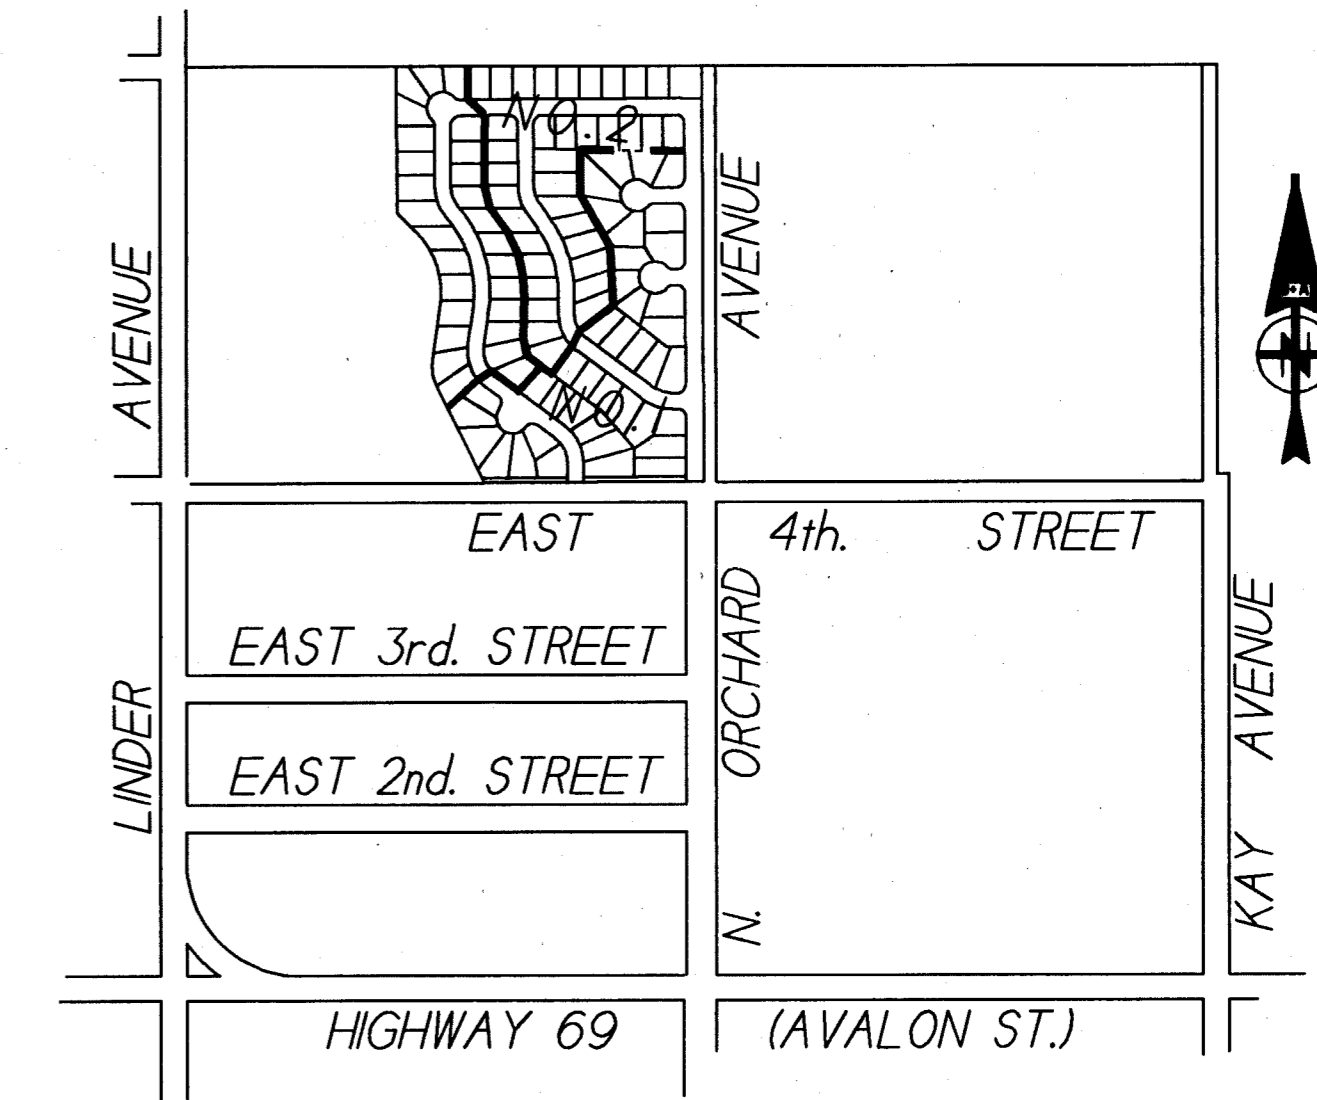 NO. 2
AVENUE
AVENUE
N
NO. 1
EAST 4th. STREET
EAST 3rd. STREET
N. ORCHARD
KAY AVENUE
LINDER
EAST 2nd. STREET
HIGHWAY 69 (AVALON ST.)